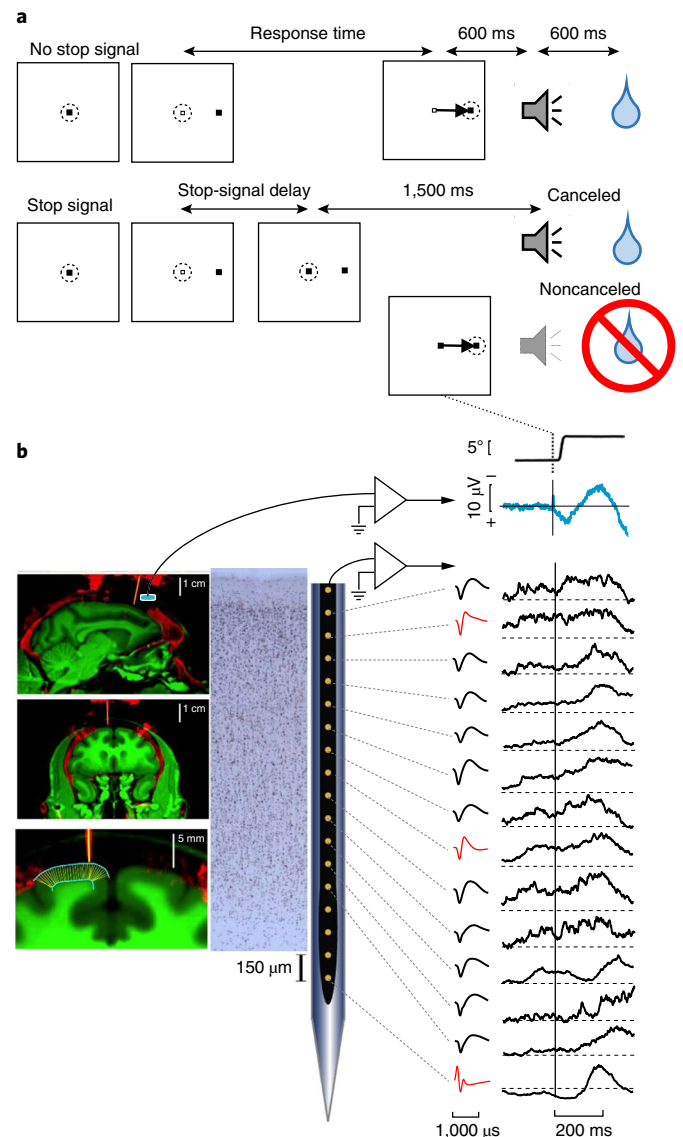 a
Response time
600 ms
600 ms
No stop signal
Stop-signal delay
1,500 ms
Canceled
Stop signal
Noncanceled
b
5°
10 µV
–
+
1 cm
1 cm
5 mm
150 µm
1,000 µs
200 ms